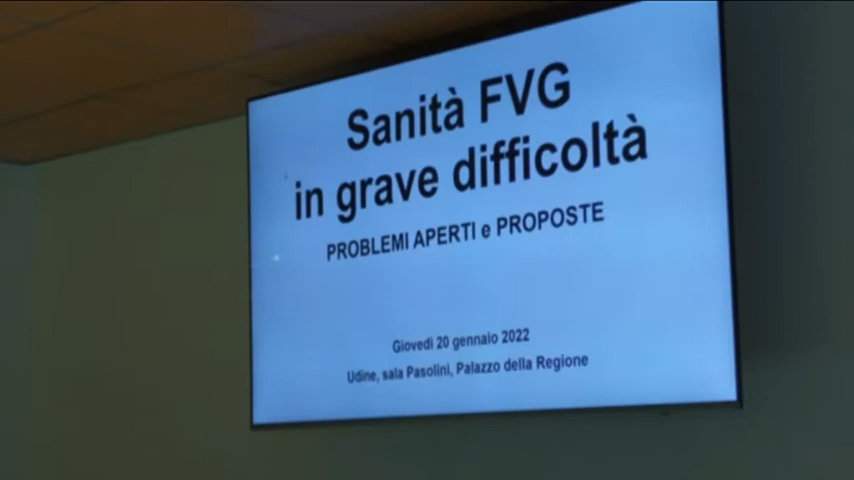 Sanità FVG
in grave difficoltà
PROBLEMI APERTI e PROPOSTE
Giovedì 20 gennaio 2022
Udine, sala Pasolini, Palazzo della Regione